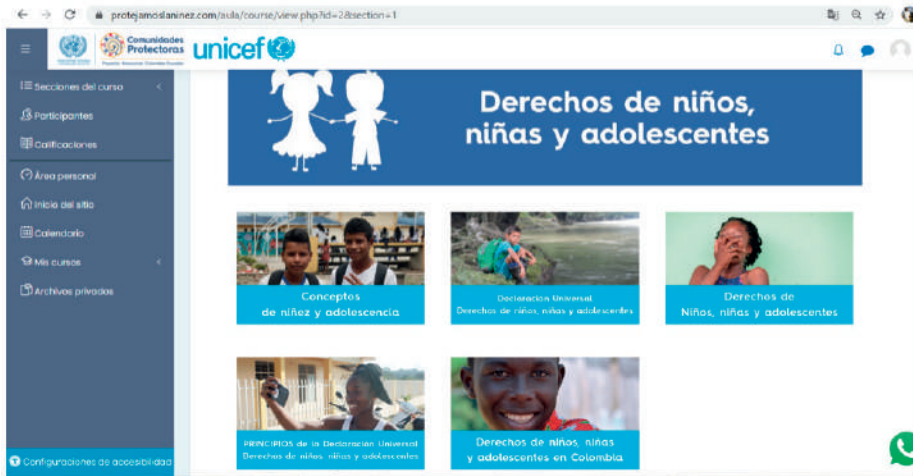 protejamoslaninez.com/aula/course/view.php?id=2&section=1
Comunidades
Protectoras
unicef
Secciones del curso
Participantes
Calificaciones
Área personal
Inicio del sitio
Calendario
Mis cursos
Archivos privados
Configuraciones de accesibilidad
Derechos de niños,
niñas y adolescentes
Conceptos
de niñez y adolescencia
Declaración Universal
Derechos de niños, niñas y adolescentes
Derechos de
Niños, niñas y adolescentes
PRINCIPIOS de la Declaración Universal
Derechos de niños, niñas y adolescentes
Derechos de niños, niñas
y adolescentes en Colombia